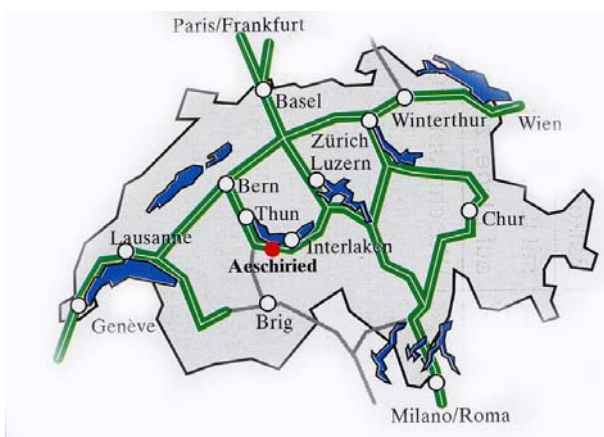 Paris/Frankfurt
Basel
Winterthur
Wien
Zürich
Luzern
Bern
Thun
Chur
Lausanne
Interlaken
Aeschiried
Genève
Brig
Milano/Roma